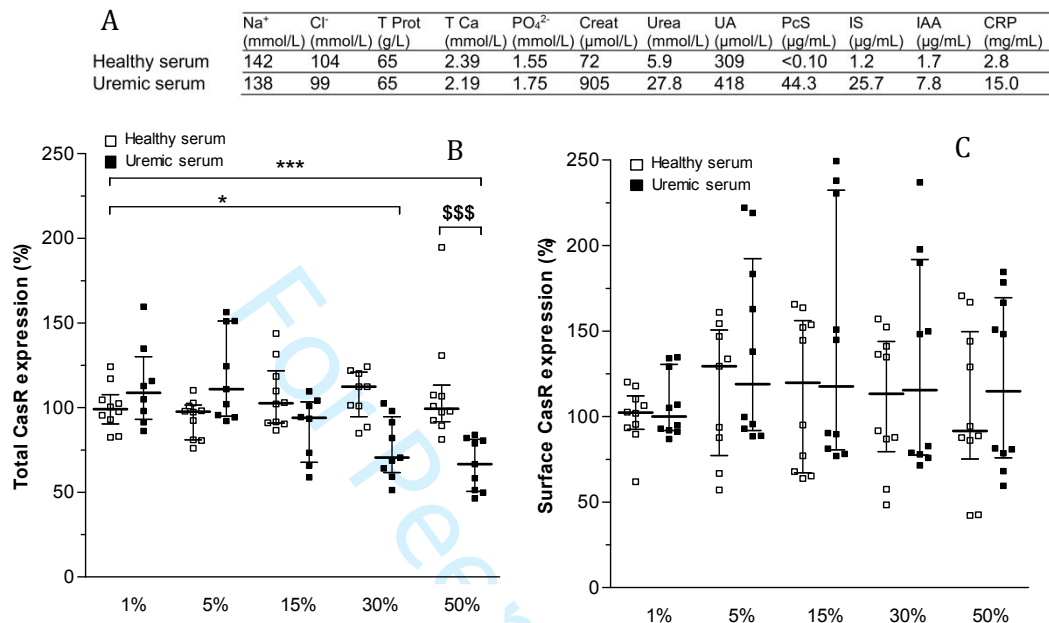 A
Na⁺ Cl⁻ T Prot T Ca PO₄²⁻ Creat Urea UA PcS IS IAA CRP
(mmol/L) (mmol/L) (g/L) (mmol/L) (mmol/L) (µmol/L) (mmol/L) (µmol/L) (µg/mL) (µg/mL) (µg/mL) (mg/mL)
Healthy serum 142 104 65 2.39 1.55 72 5.9 309 <0.10 1.2 1.7 2.8
Uremic serum 138 99 65 2.19 1.75 905 27.8 418 44.3 25.7 7.8 15.0
B
Healthy serum
Uremic serum
***
*
$$$
Total CasR expression (%)
250
200
150
100
50
0
1% 5% 15% 30% 50%
C
Healthy serum
Uremic serum
Surface CasR expression (%)
250
200
150
100
50
0
1% 5% 15% 30% 50%
For Peer